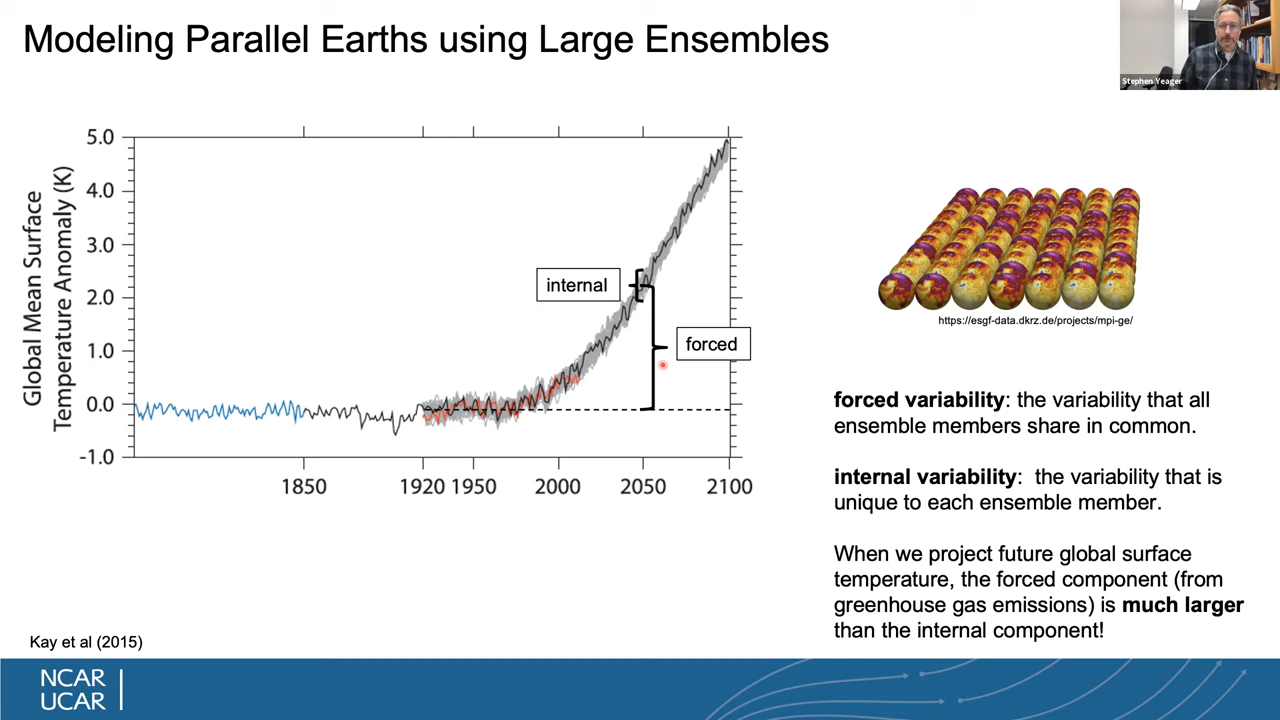 Modeling Parallel Earths using Large Ensembles
Stephen Yeager
Global Mean Surface
Temperature Anomaly (K)
5.0
4.0
3.0
2.0
1.0
0.0
-1.0
1850
1920
1950
2000
2050
2100
internal
forced
https://esgf-data.dkrz.de/projects/mpi-ge/
forced variability: the variability that all
ensemble members share in common.
internal variability:  the variability that is
unique to each ensemble member.
When we project future global surface
temperature, the forced component (from
greenhouse gas emissions) is much larger
than the internal component!
Kay et al (2015)
NCAR
UCAR